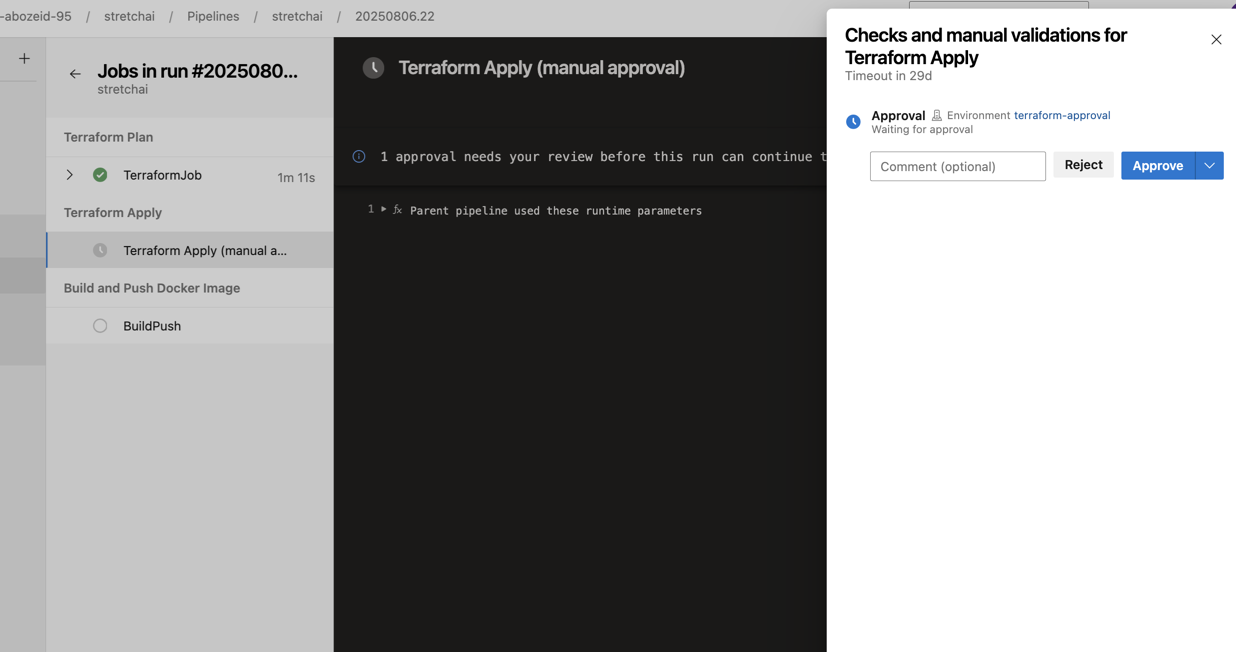 -abozeid-95 / stretchai / Pipelines / stretchai / 20250806.22
Jobs in run #2025080...
stretchai
Terraform Plan
TerraformJob 1m 11s
Terraform Apply
Terraform Apply (manual a...
Build and Push Docker Image
BuildPush
Terraform Apply (manual approval)
1 approval needs your review before this run can continue t
1 Parent pipeline used these runtime parameters
Checks and manual validations for
Terraform Apply
Timeout in 29d
Approval Environment terraform-approval
Waiting for approval
Comment (optional) Reject Approve